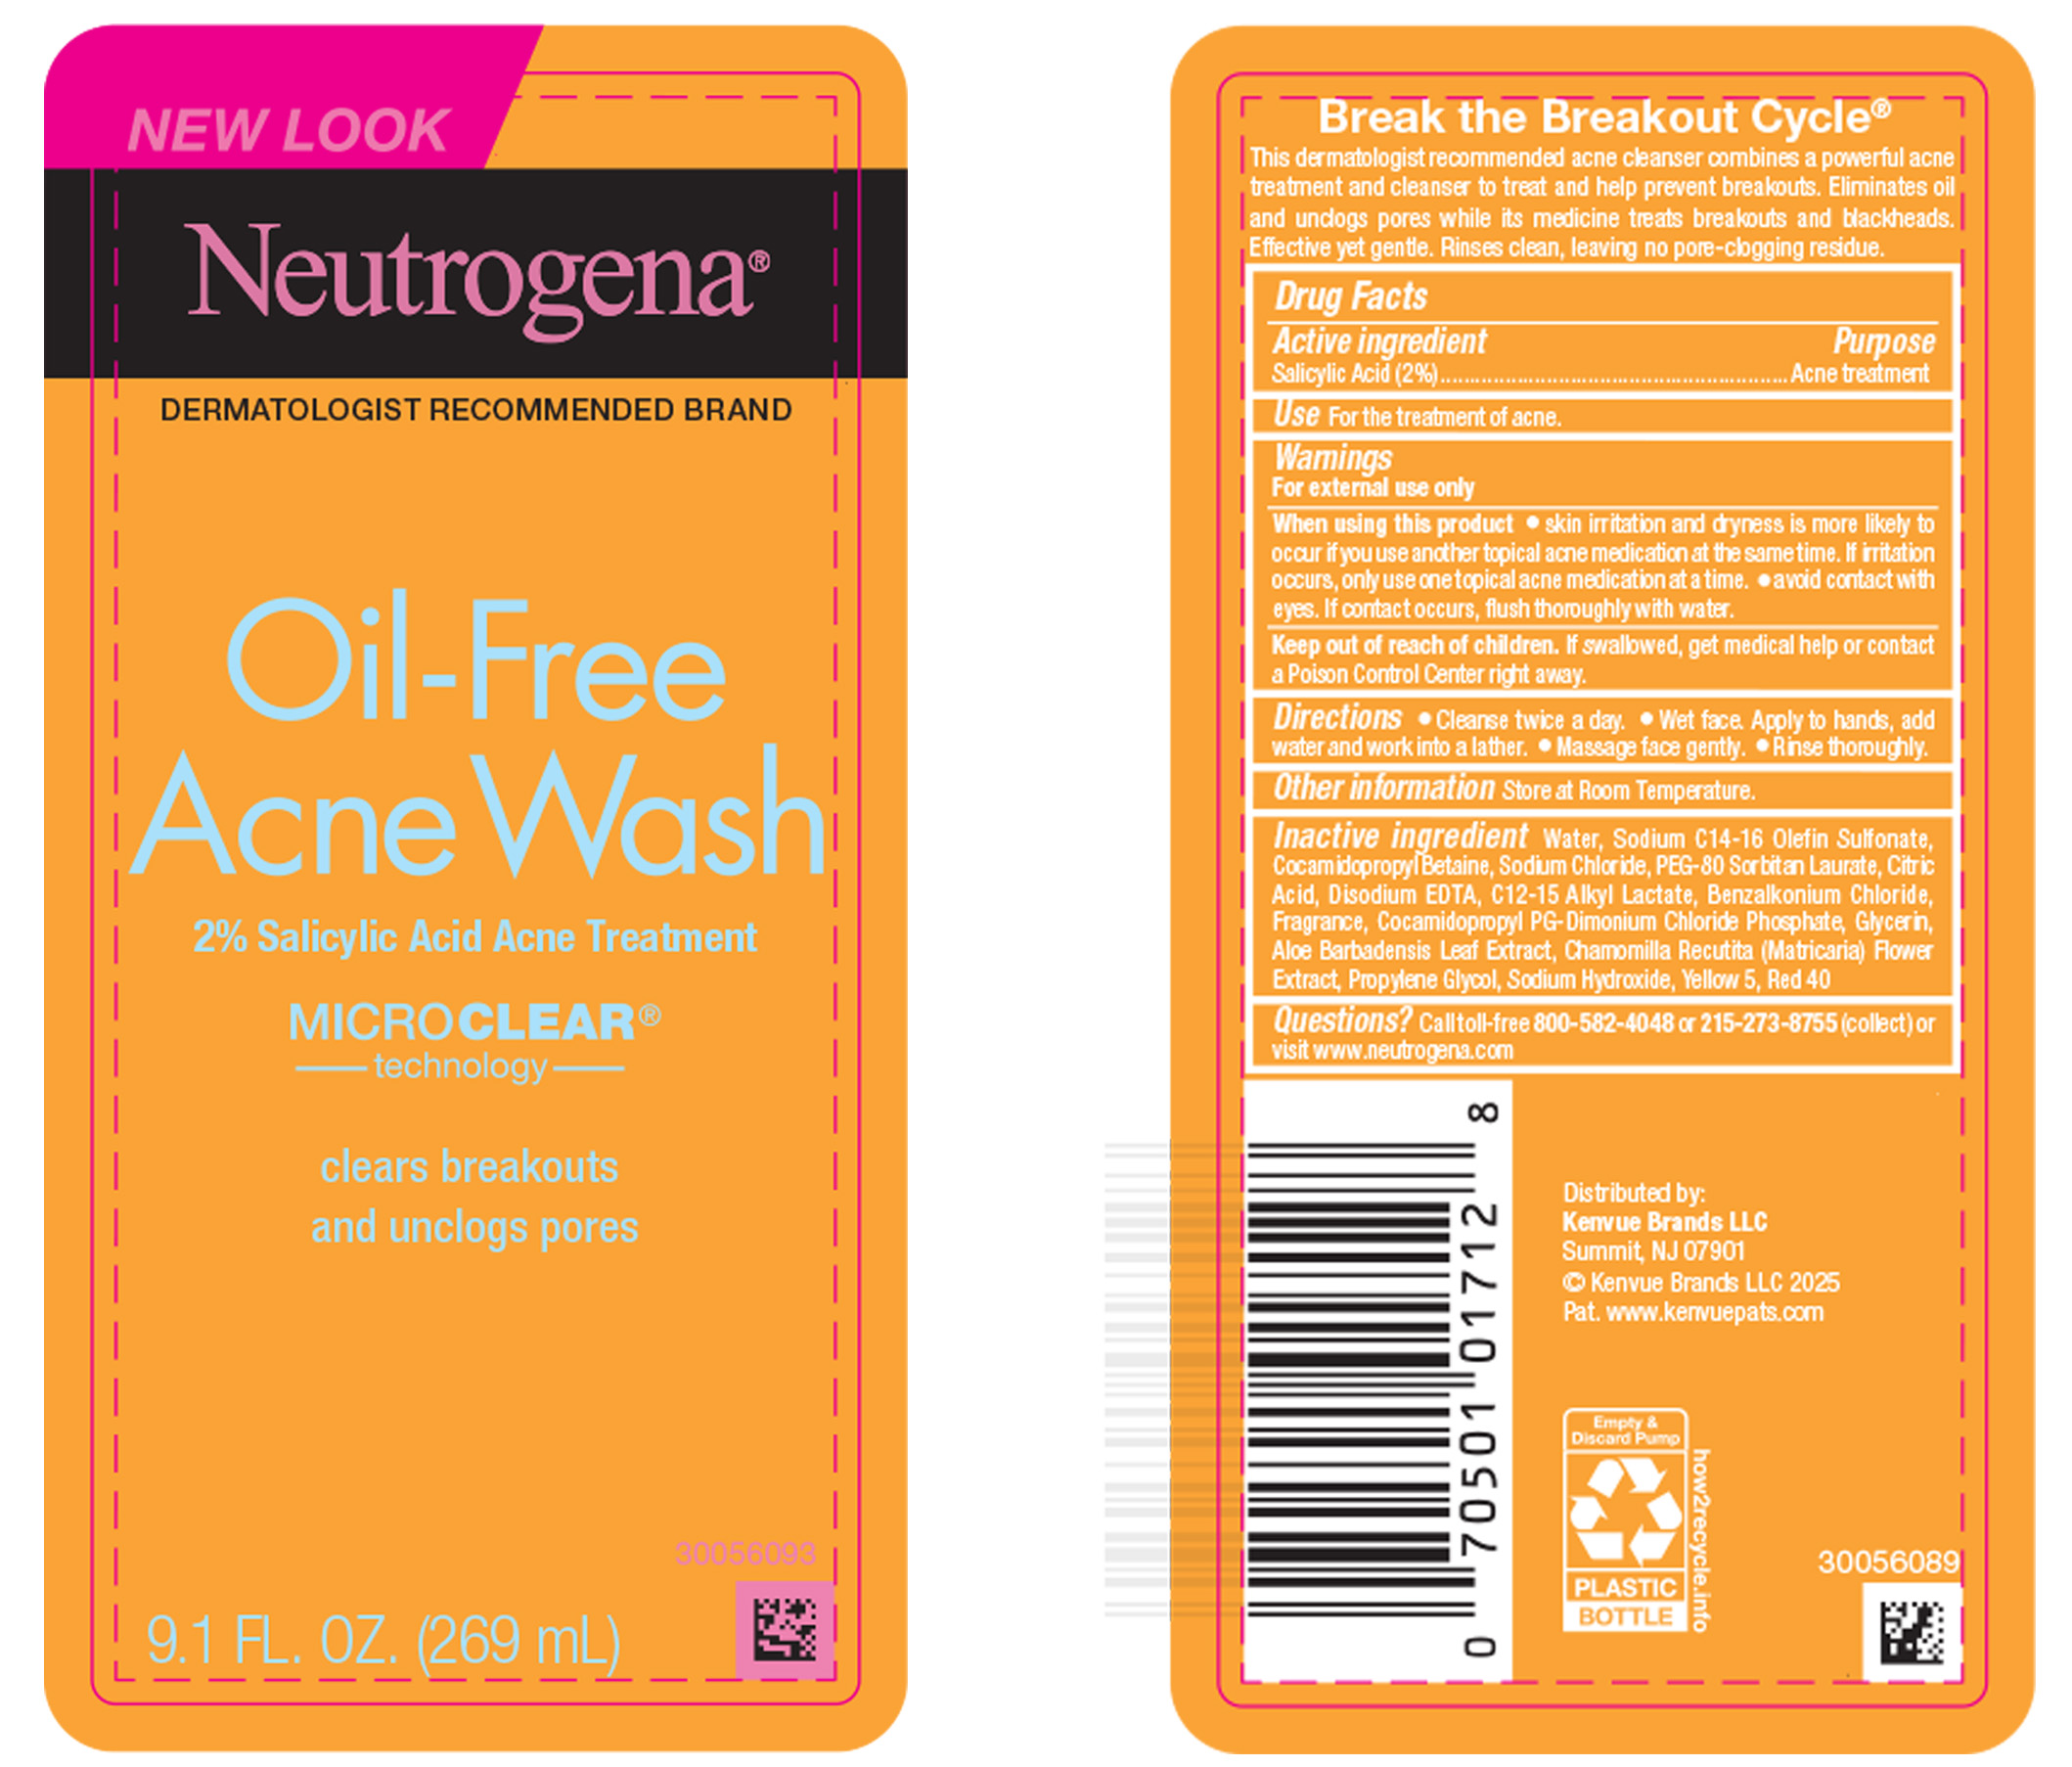 NEW LOOK
Neutrogena®
DERMATOLOGIST RECOMMENDED BRAND
Oil-Free
Acne Wash
2% Salicylic Acid Acne Treatment
MICROCLEAR®
technology
clears breakouts
and unclogs pores
30056093
9.1 FL. OZ. (269 mL)
Break the Breakout Cycle®
This dermatologist recommended acne cleanser combines a powerful acne
treatment and cleanser to treat and help prevent breakouts. Eliminates oil
and unclogs pores while its medicine treats breakouts and blackheads.
Effective yet gentle. Rinses clean, leaving no pore-clogging residue.
Drug Facts
Active ingredient Purpose
Salicylic Acid (2%)..........................................................Acne treatment
Use For the treatment of acne.
Warnings
For external use only
When using this product • skin irritation and dryness is more likely to
occur if you use another topical acne medication at the same time. If irritation
occurs, only use one topical acne medication at a time. • avoid contact with
eyes. If contact occurs, flush thoroughly with water.
Keep out of reach of children. If swallowed, get medical help or contact
a Poison Control Center right away.
Directions • Cleanse twice a day. • Wet face. Apply to hands, add
water and work into a lather. • Massage face gently. • Rinse thoroughly.
Other information Store at Room Temperature.
Inactive ingredient Water, Sodium C14-16 Olefin Sulfonate,
Cocamidopropyl Betaine, Sodium Chloride, PEG-80 Sorbitan Laurate, Citric
Acid, Disodium EDTA, C12-15 Alkyl Lactate, Benzalkonium Chloride,
Fragrance, Cocamidopropyl PG-Dimonium Chloride Phosphate, Glycerin,
Aloe Barbadensis Leaf Extract, Chamomilla Recutita (Matricaria) Flower
Extract, Propylene Glycol, Sodium Hydroxide, Yellow 5, Red 40
Questions? Call toll-free 800-582-4048 or 215-273-8755 (collect) or
visit www.neutrogena.com
0 70501 01712 8
Distributed by:
Kenvue Brands LLC
Summit, NJ 07901
© Kenvue Brands LLC 2025
Pat. www.kenvuepats.com
Empty &
Discard Pump
PLASTIC
BOTTLE
how2recycle.info
30056089